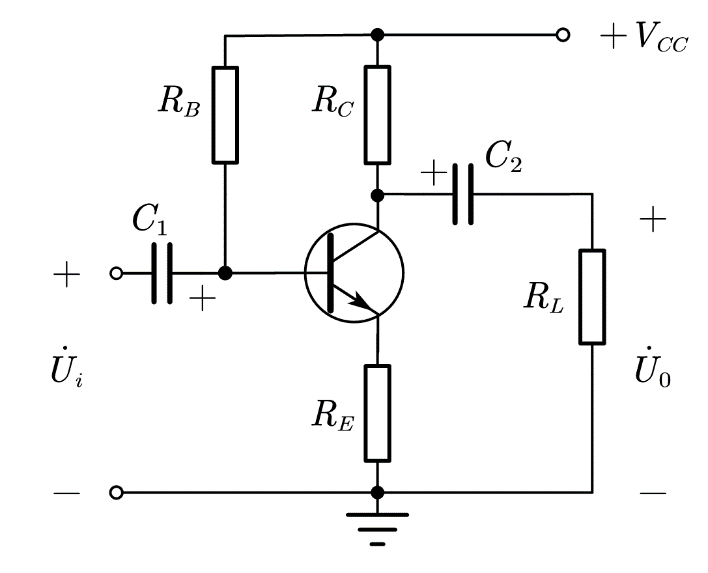 +V_CC
R_B
R_C
+
C_2
C_1
+
+
+
R_L
U̇_i
U̇_0
R_E
−
−